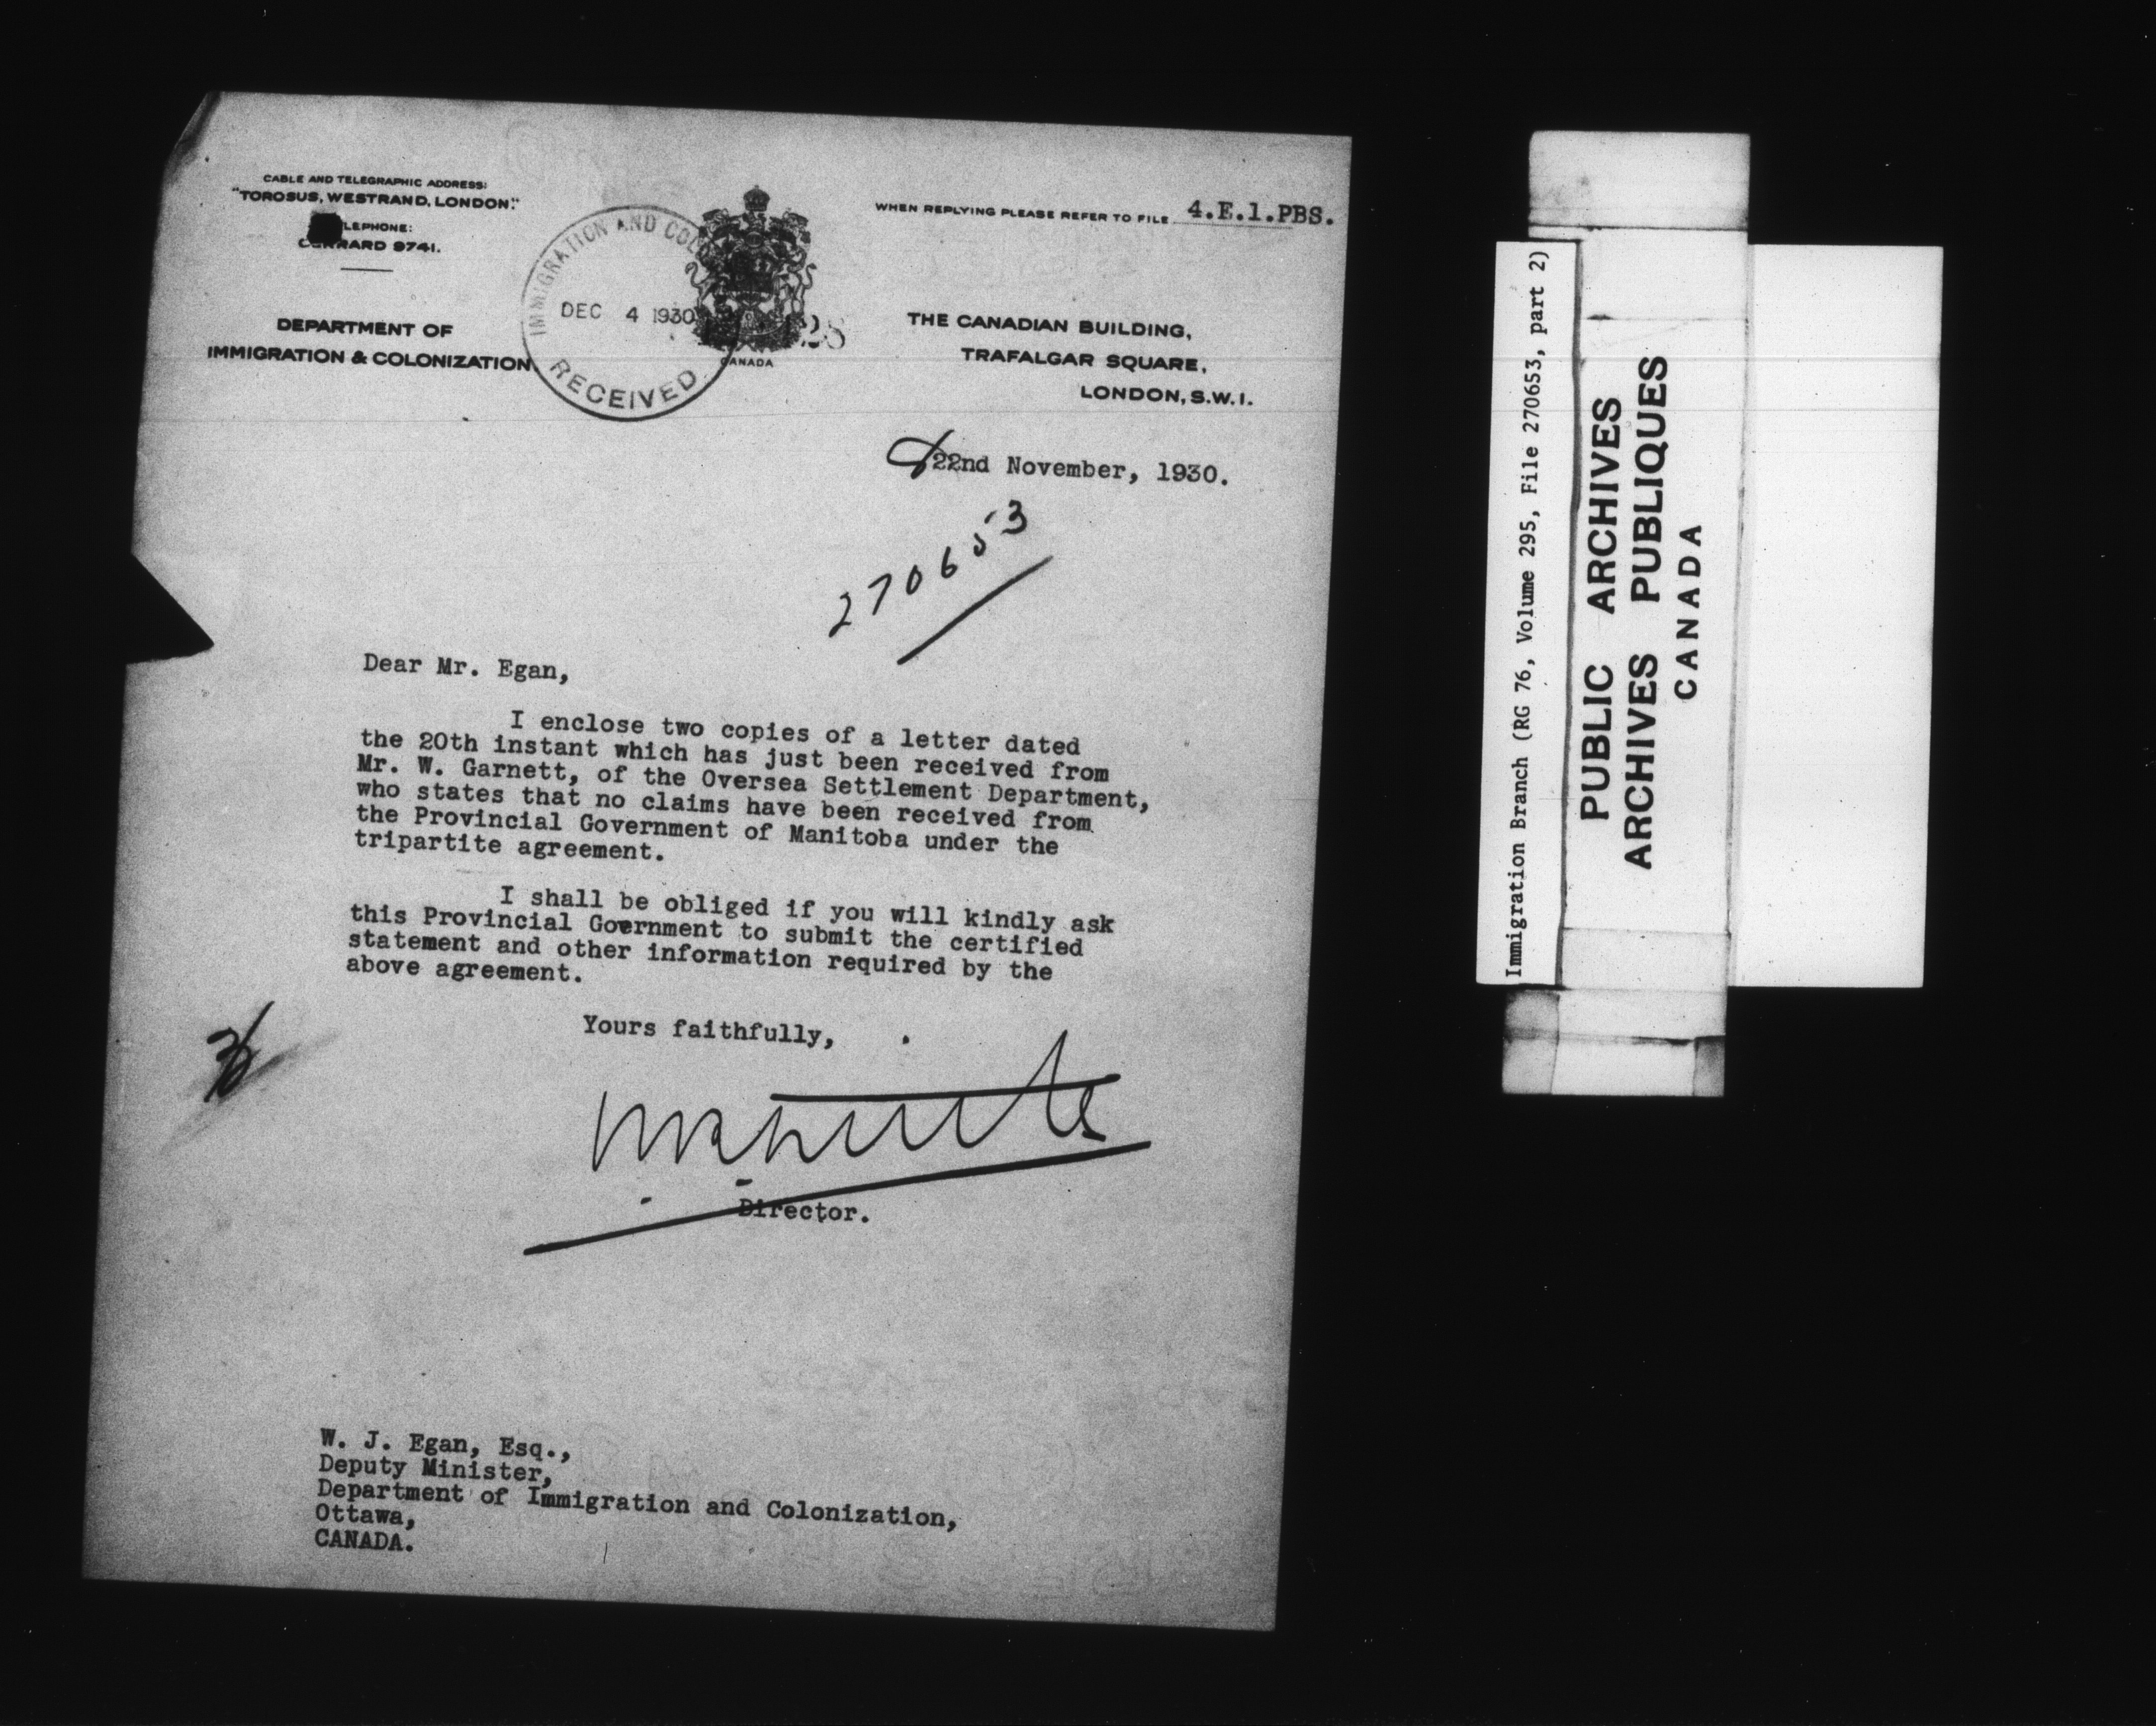 CABLE AND TELEGRAPHIC ADDRESS:
"TOROSUS, WESTRAND, LONDON".
LEPHONE:
RRARD 9741.
DEPARTMENT OF
IMMIGRATION & COLONIZATION
IMMIGRATION AND COL
DEC 4 1930
RECEIVED
CANADA
WHEN REPLYING PLEASE REFER TO FILE 4.E.1.PBS.
THE CANADIAN BUILDING,
TRAFALGAR SQUARE,
LONDON, S.W.1.
22nd November, 1930.
270653
Dear Mr. Egan,
I enclose two copies of a letter dated
the 20th instant which has just been received from
Mr. W. Garnett, of the Oversea Settlement Department,
who states that no claims have been received from
the Provincial Government of Manitoba under the
tripartite agreement.
I shall be obliged if you will kindly ask
this Provincial Government to submit the certified
statement and other information required by the
above agreement.
Yours faithfully,
Director.
W. J. Egan, Esq.,
Deputy Minister,
Department of Immigration and Colonization,
Ottawa,
CANADA.
Immigration Branch (RG 76, Volume 295, File 270653, part 2)
PUBLIC ARCHIVES
ARCHIVES PUBLIQUES
CANADA